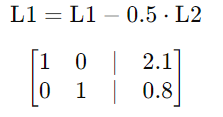 L1 = L1 − 0.5 · L2
1 0 | 2.1
0 1 | 0.8